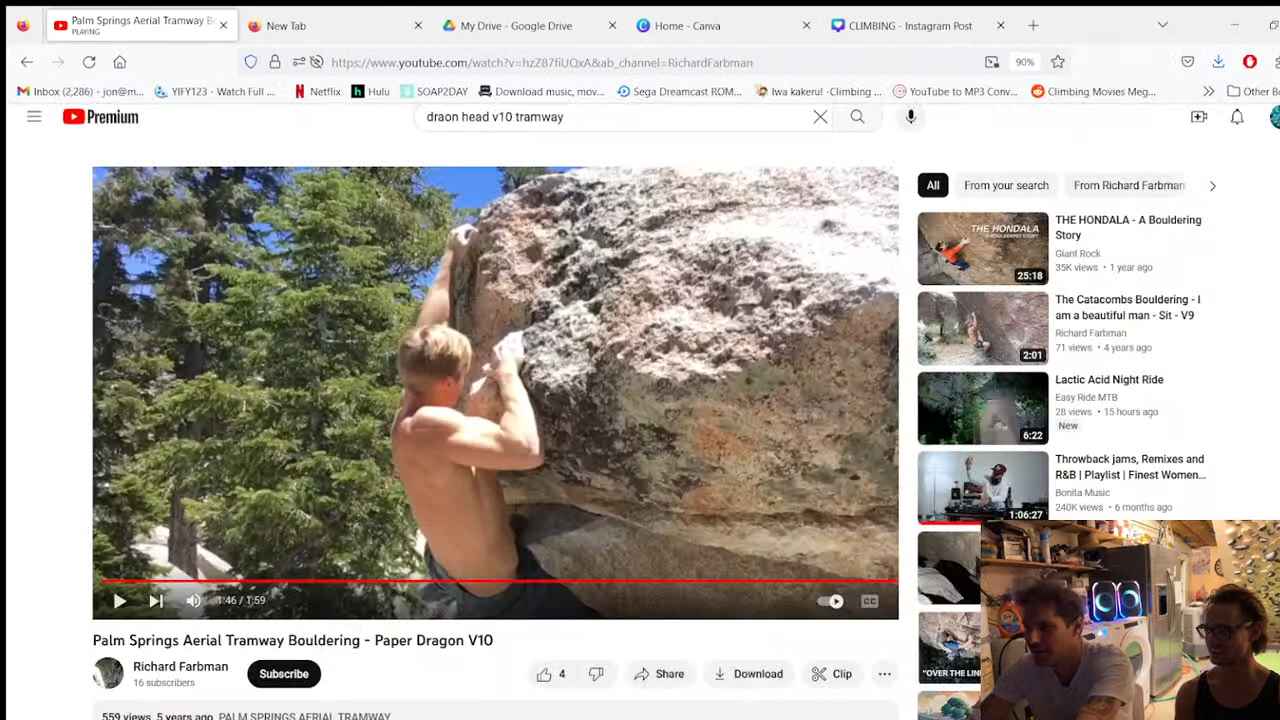 Palm Springs Aerial Tramway B
PLAYING
New Tab
My Drive - Google Drive
Home - Canva
CLIMBING - Instagram Post
https://www.youtube.com/watch?v=hzZ87fiUQxA&ab_channel=RichardFarbman
90%
Inbox (2,286) - jon@m...
YIFY123 - Watch Full ...
Netflix
Hulu
SOAP2DAY
Download music, mov...
Sega Dreamcast ROM...
Iwa kakeru! -Climbing ...
YouTube to MP3 Conv...
Climbing Movies Meg...
Other B
Premium
draon head v10 tramway
All
From your search
From Richard Farbman
THE HONDALA
A BOULDERING STORY
25:18
THE HONDALA - A Bouldering
Story
Giant Rock
35K views • 1 year ago
2:01
The Catacombs Bouldering - I
am a beautiful man - Sit - V9
Richard Farbman
71 views • 4 years ago
6:22
Lactic Acid Night Ride
Easy Ride MTB
28 views • 15 hours ago
New
1:06:27
Throwback jams, Remixes and
R&B | Playlist | Finest Women...
Bonita Music
240K views • 6 months ago
"OVER THE LIN
1:46 / 1:59
CC
Palm Springs Aerial Tramway Bouldering - Paper Dragon V10
Richard Farbman
16 subscribers
Subscribe
4
Share
Download
Clip
559 views 5 years ago PALM SPRINGS AERIAL TRAMWAY